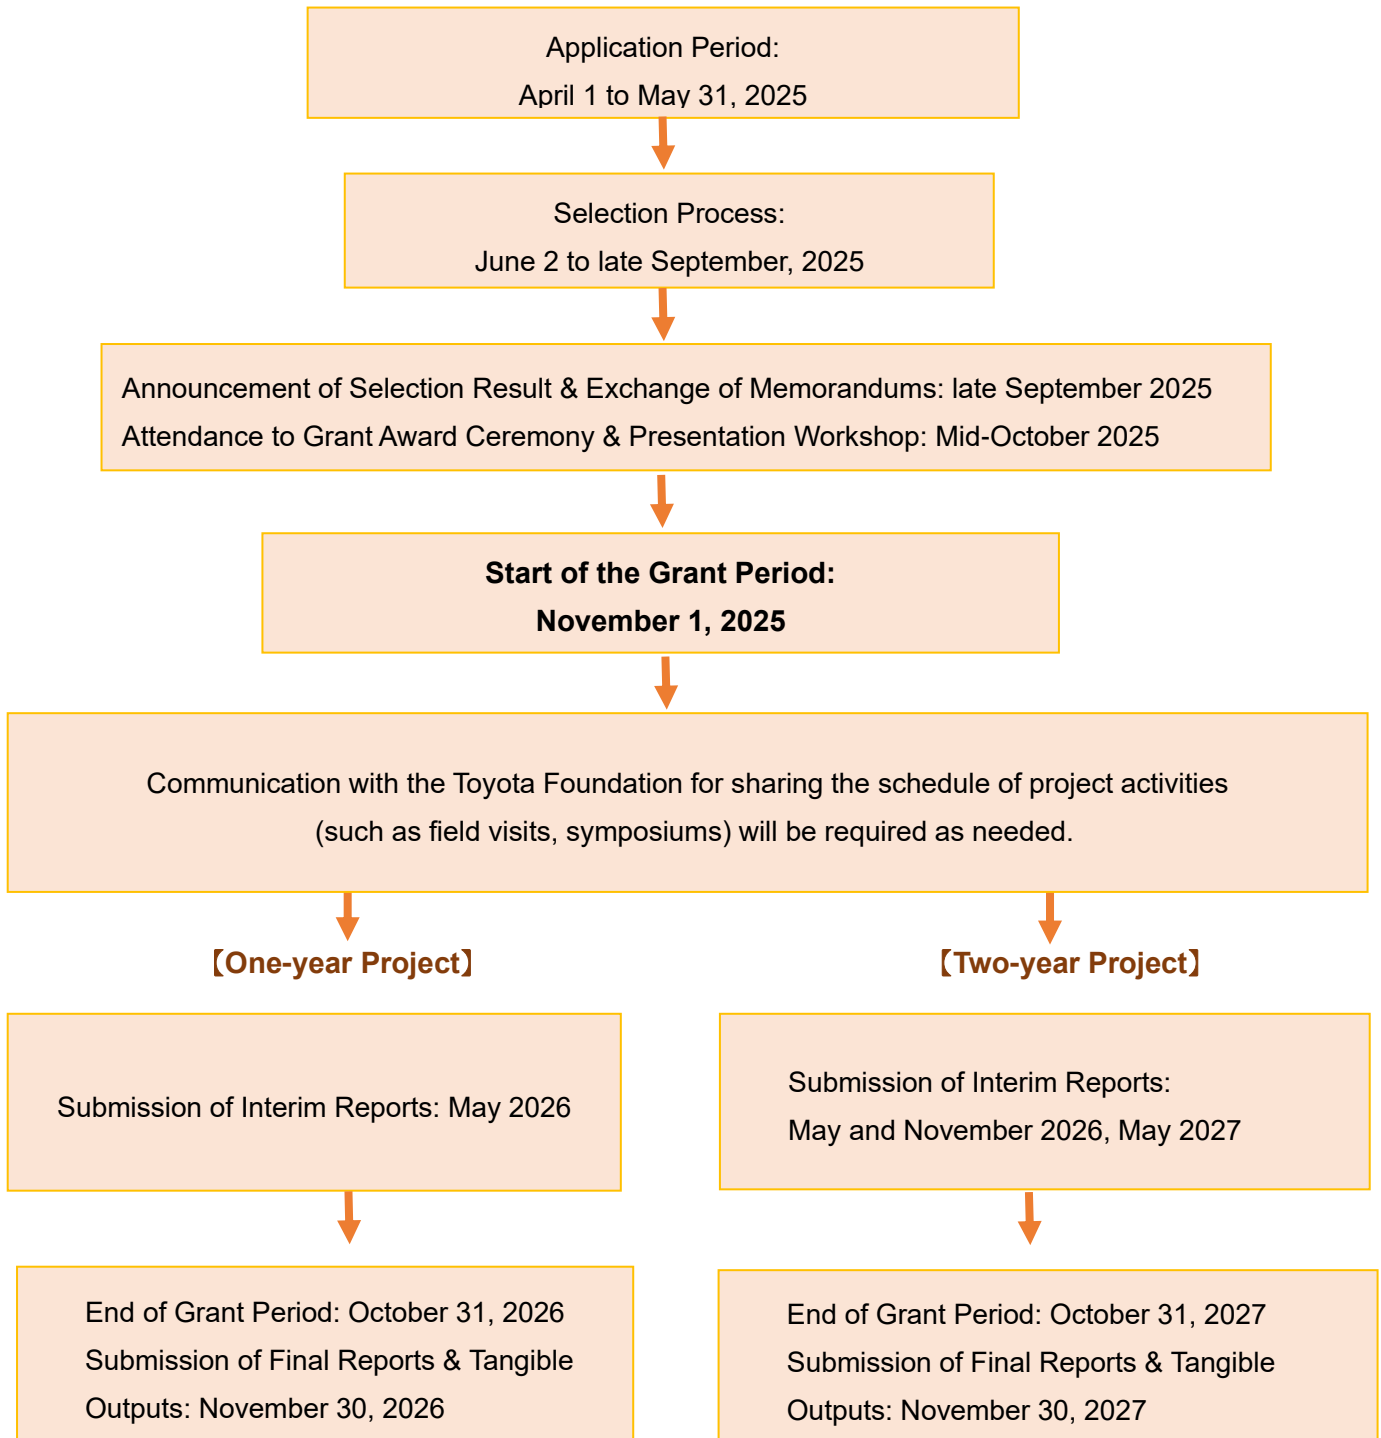 Application Period:
April 1 to May 31, 2025
Selection Process:
June 2 to late September, 2025
Announcement of Selection Result & Exchange of Memorandums: late September 2025
Attendance to Grant Award Ceremony & Presentation Workshop: Mid-October 2025
Start of the Grant Period:
November 1, 2025
Communication with the Toyota Foundation for sharing the schedule of project activities
(such as field visits, symposiums) will be required as needed.
【One-year Project】
Submission of Interim Reports: May 2026
End of Grant Period: October 31, 2026
Submission of Final Reports & Tangible
Outputs: November 30, 2026
【Two-year Project】
Submission of Interim Reports:
May and November 2026, May 2027
End of Grant Period: October 31, 2027
Submission of Final Reports & Tangible
Outputs: November 30, 2027